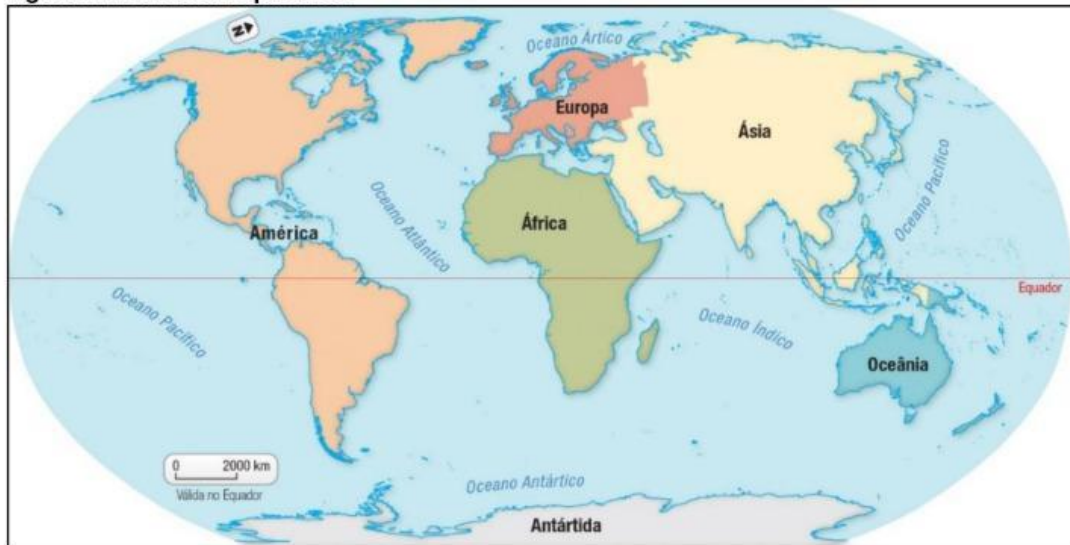 N
Oceano Ártico
Europa
Ásia
Oceano Pacífico
Oceano Atlântico
África
América
Equador
Oceano Pacífico
Oceano Índico
Oceânia
0 2000 km
Válida no Equador
Oceano Antártico
Antártida